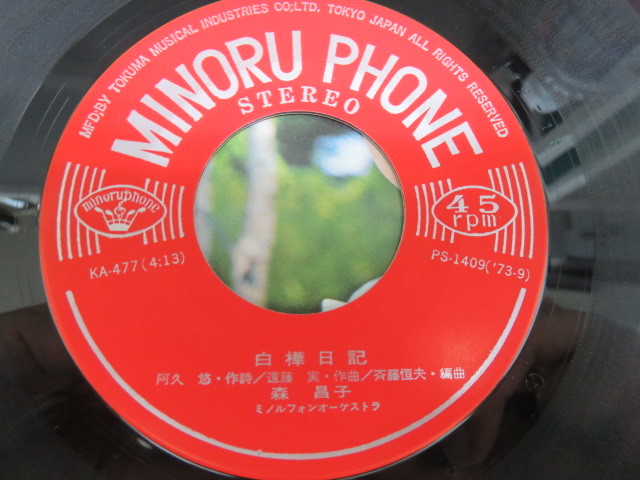 MFD;BY TOKUMA MUSICAL INDUSTRIES CO;LTD. TOKYO JAPAN ALL RIGHTS RESERVED
MINORU PHONE
STEREO
minoruphone
45
rpm
KA-477(4:13)
PS-1409('73-9)
白樺日記
阿久 悠・作詩/遠藤 実・作曲/斉藤恒夫・編曲
森 昌子
ミノルフォンオーケストラ